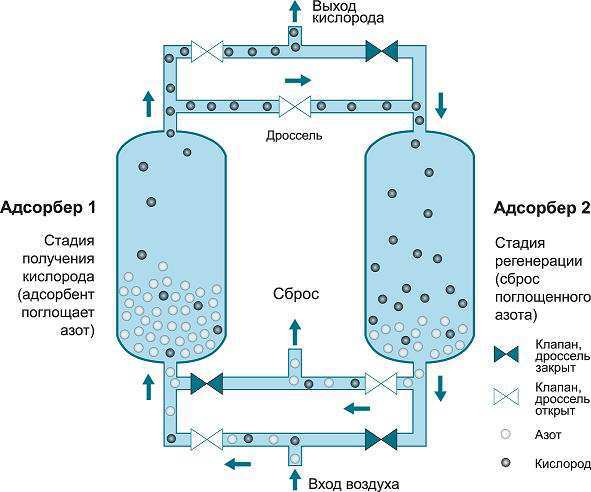 Выход
кислорода
Дроссель
Адсорбер 1
Стадия
получения
кислорода
(адсорбент
поглощает
азот)
Адсорбер 2
Стадия
регенерации
(сброс
поглощенного
азота)
Сброс
Клапан,
дроссель
закрыт
Клапан,
дроссель
открыт
Азот
Кислород
Вход воздуха